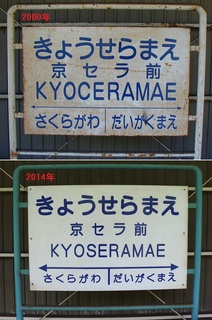 2000年
きょうせらまえ
京セラ前
KYOCERAMAE
さくらがわ だいがくまえ
2014年
きょうせらまえ
京セラ前
KYOSERAMAE
さくらがわ だいがくまえ